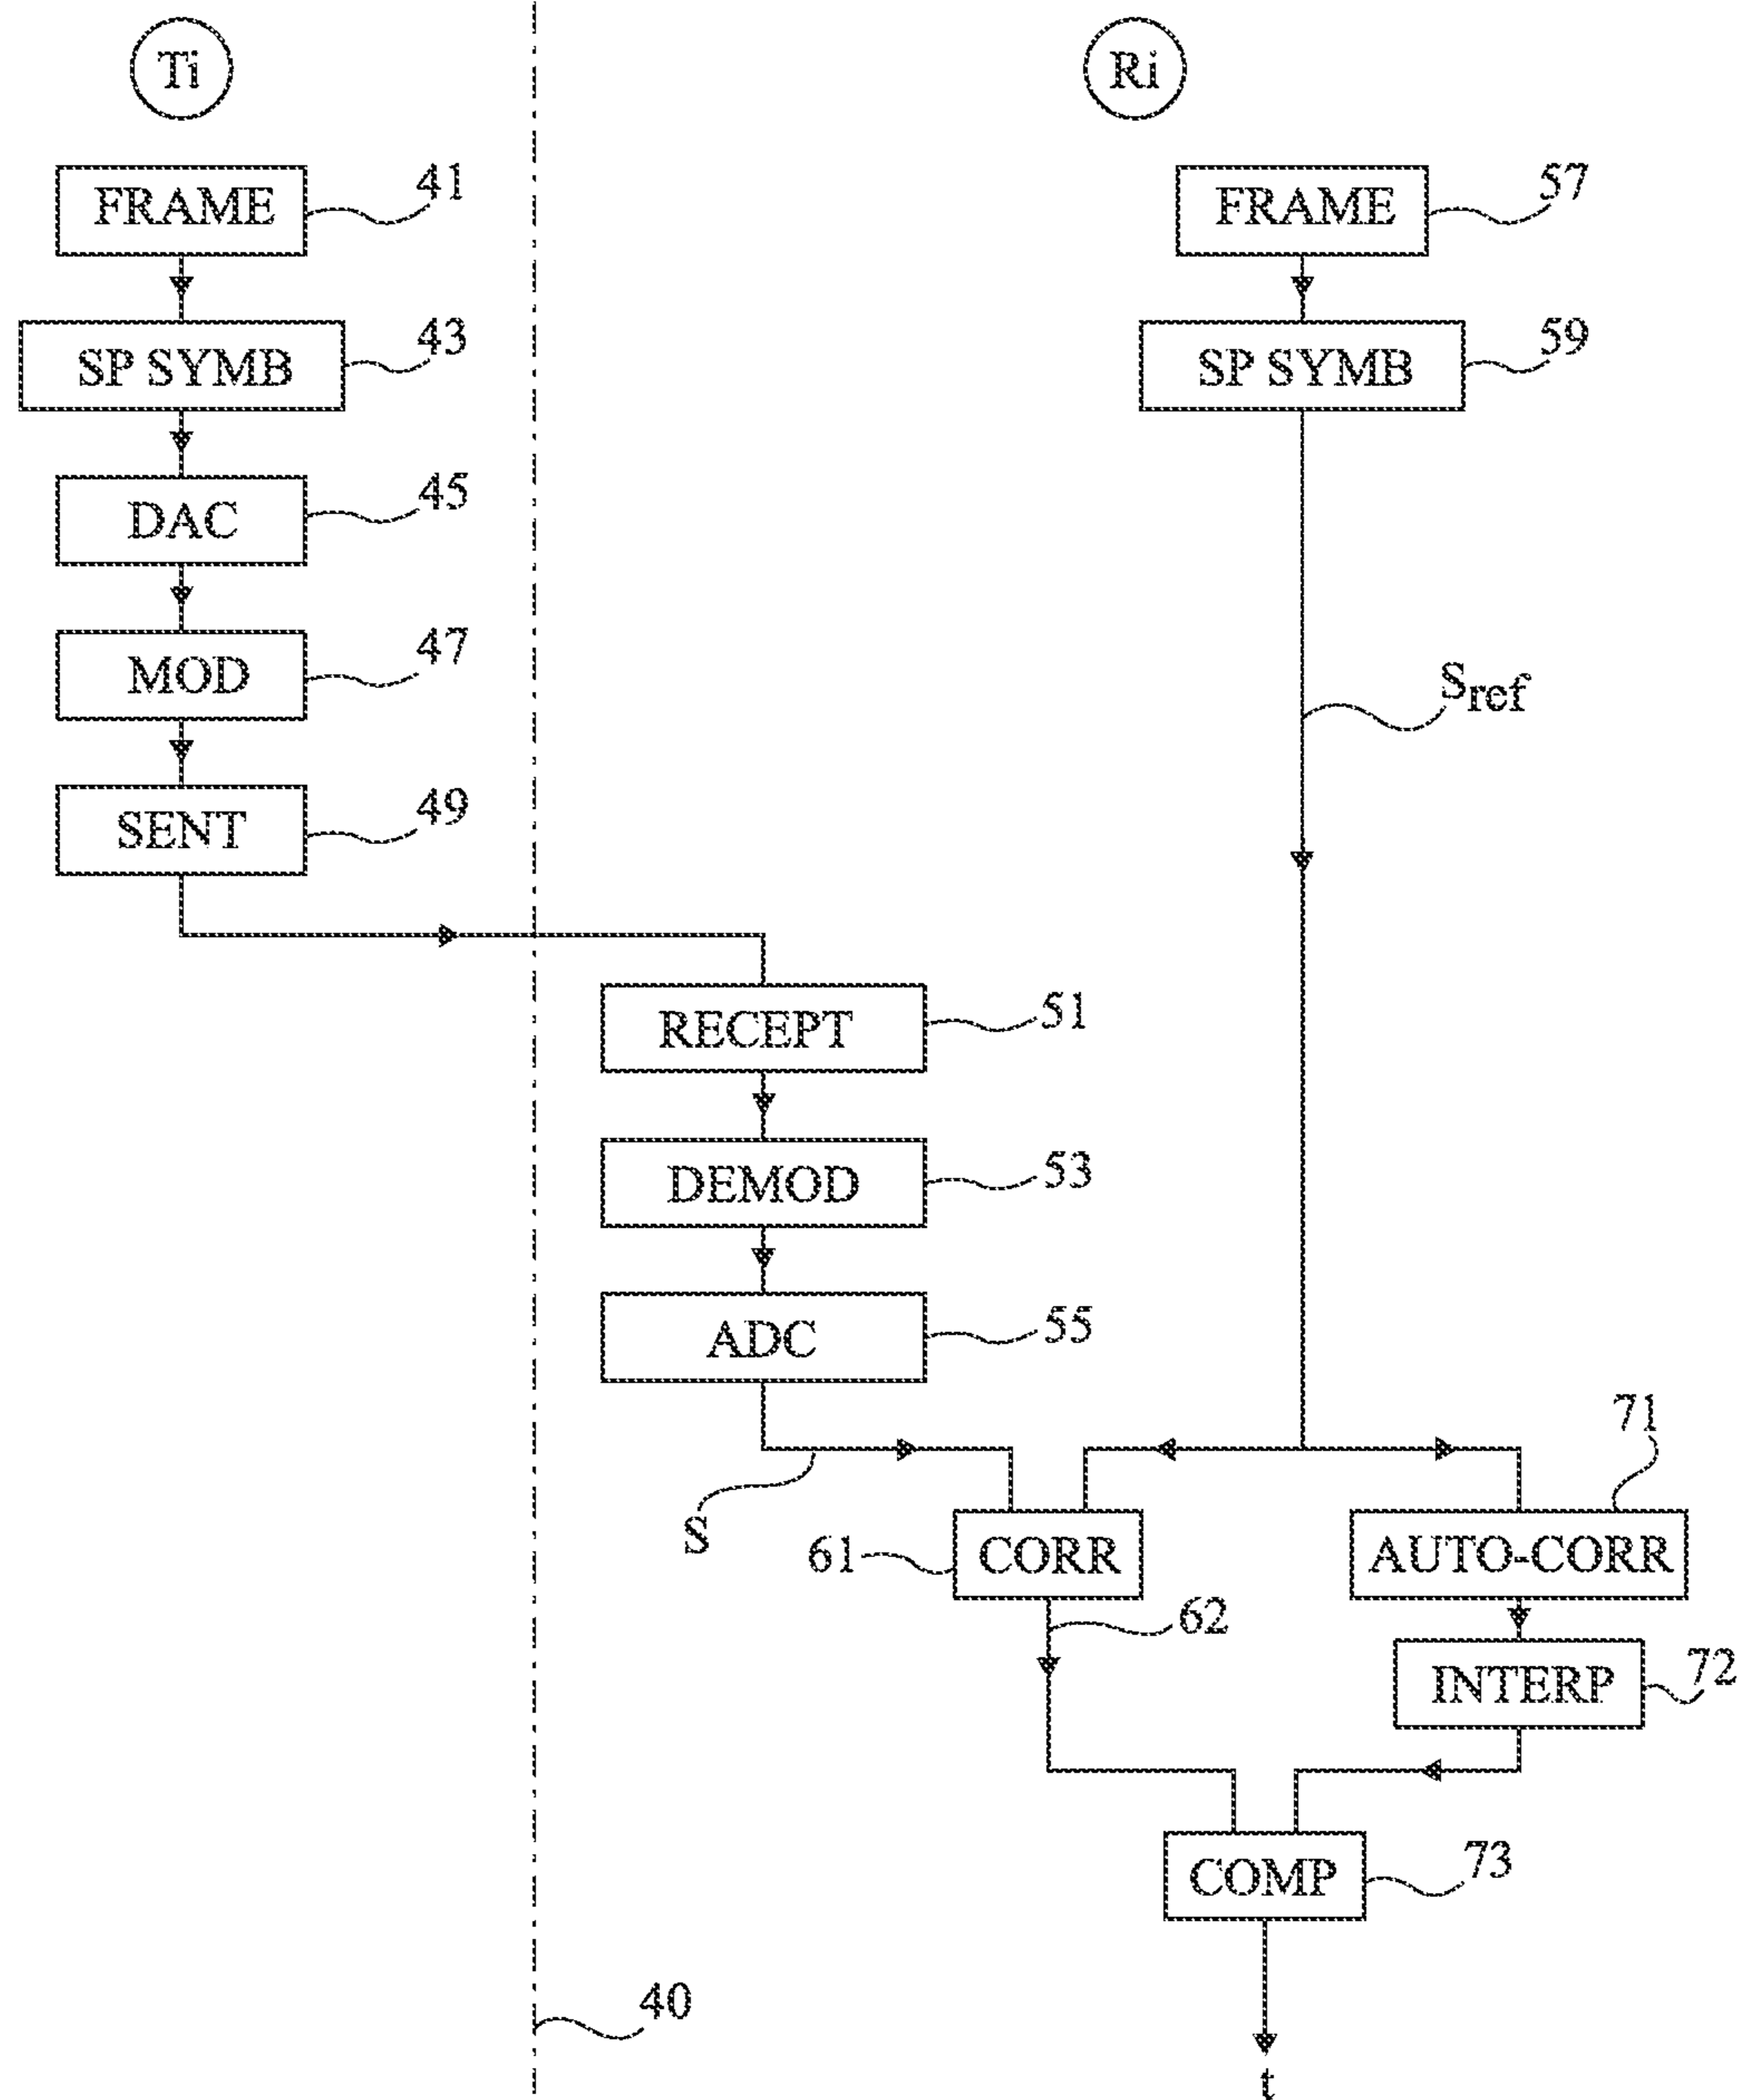 Ti
Ri
FRAME
41
FRAME
57
SP SYMB
43
SP SYMB
59
DAC
45
MOD
47
Sref
SENT
49
RECEPT
51
DEMOD
53
ADC
55
71
S
61
CORR
AUTO-CORR
62
INTERP
72
COMP
73
40
t